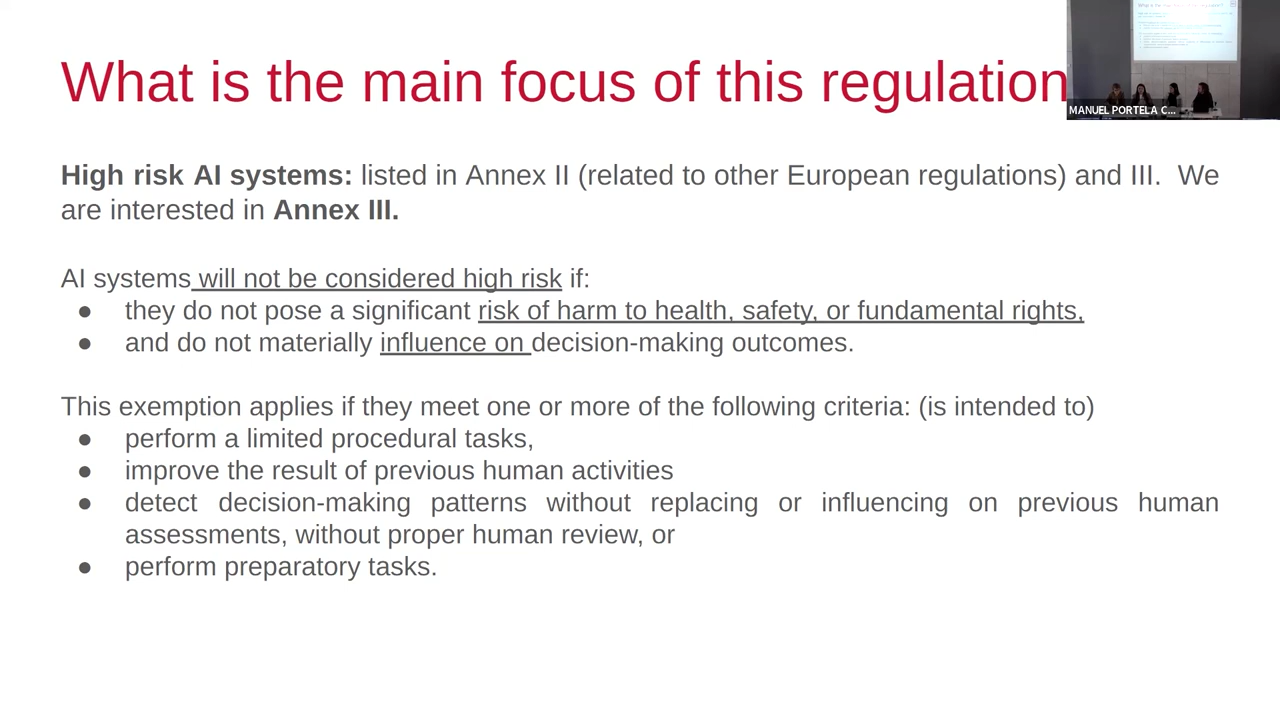 What is the main focus of this regulation
MANUEL PORTELA C...
High risk AI systems: listed in Annex II (related to other European regulations) and III.  We
are interested in Annex III.
AI systems will not be considered high risk if:
● they do not pose a significant risk of harm to health, safety, or fundamental rights,
● and do not materially influence on decision-making outcomes.
This exemption applies if they meet one or more of the following criteria: (is intended to)
● perform a limited procedural tasks,
● improve the result of previous human activities
● detect decision-making patterns without replacing or influencing on previous human
assessments, without proper human review, or
● perform preparatory tasks.